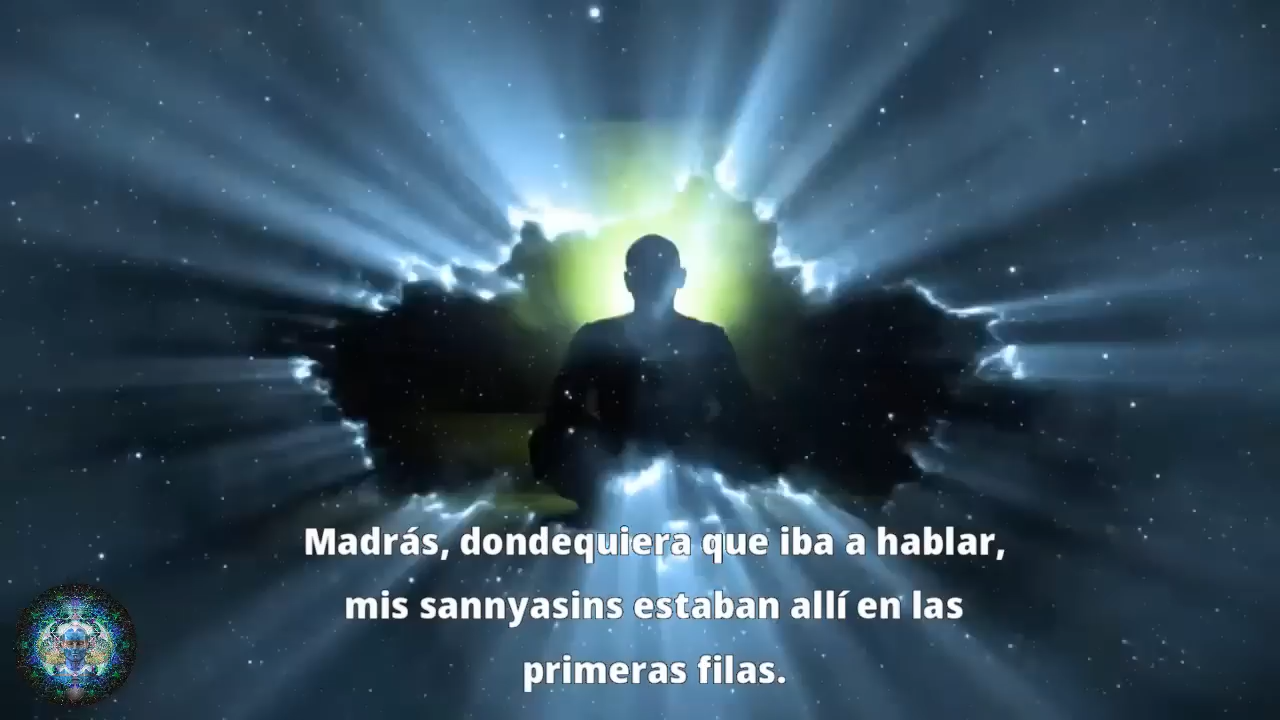 Madrás, dondequiera que iba a hablar,
mis sannyasins estaban allí en las
primeras filas.